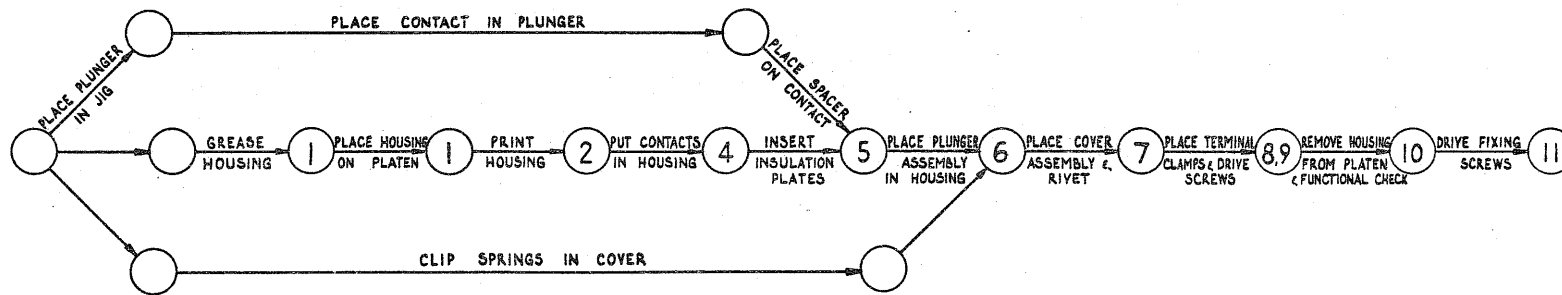 PLACE CONTACT IN PLUNGER
PLACE PLUNGER
IN JIG
PLACE SPACER
ON CONTACT
GREASE
HOUSING
1
PLACE HOUSING
ON PLATEN
1
PRINT
HOUSING
2
PUT CONTACTS
IN HOUSING
4
INSERT
INSULATION
PLATES
5
PLACE PLUNGER
ASSEMBLY
IN HOUSING
6
PLACE COVER
ASSEMBLY &
RIVET
7
PLACE TERMINAL
CLAMPS & DRIVE
SCREWS
8,9
REMOVE HOUSING
FROM PLATEN
& FUNCTIONAL CHECK
10
DRIVE FIXING
SCREWS
11
CLIP SPRINGS IN COVER